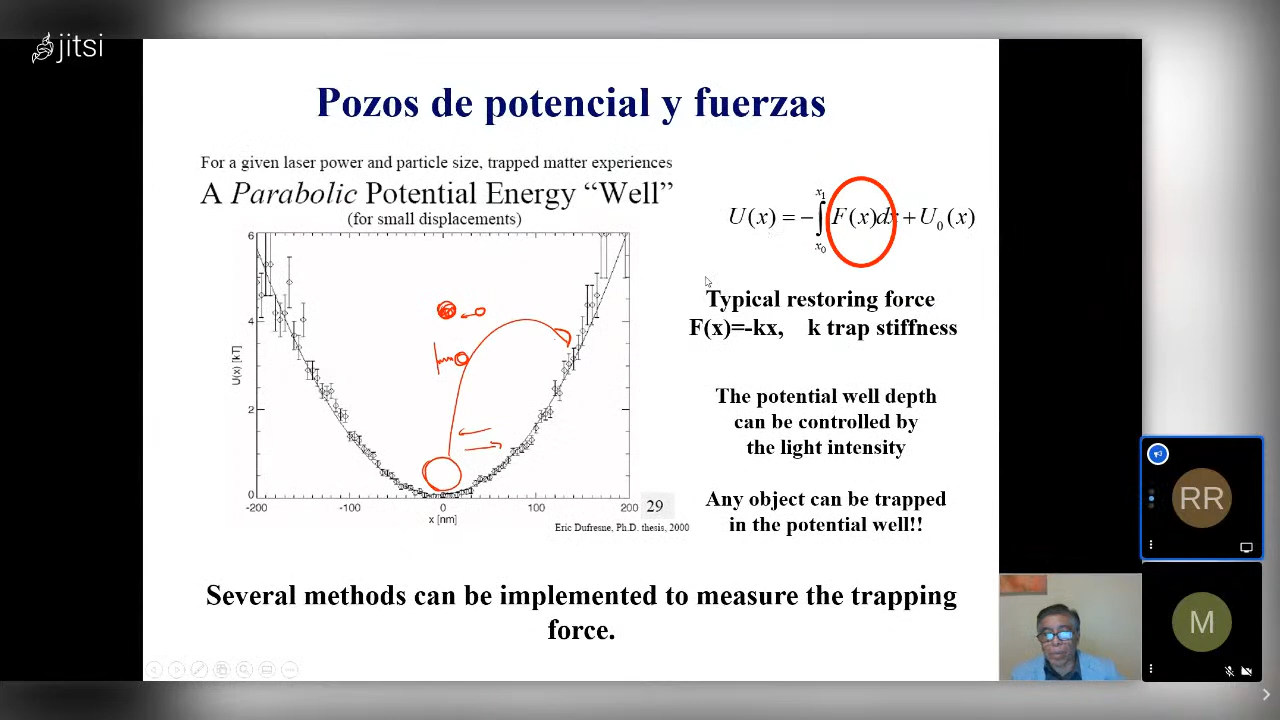 jitsi
Pozos de potencial y fuerzas
For a given laser power and particle size, trapped matter experiences
A Parabolic Potential Energy “Well”
(for small displacements)
U(x) = −∫ F(x)dx + U₀(x)
x₁
x₀
Typical restoring force
F(x)=-kx, k trap stiffness
The potential well depth
can be controlled by
the light intensity
Any object can be trapped
in the potential well!!
6
4
2
0
U(x) [kT]
-200 -100 0 100 200
x [nm]
29
Eric Dufresne, Ph.D. thesis, 2000
Several methods can be implemented to measure the trapping
force.
RR
M